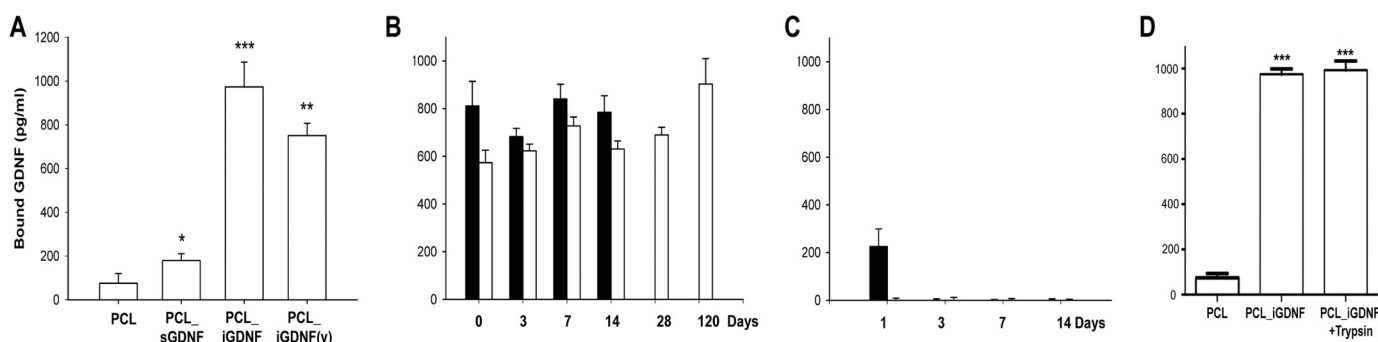 A
Bound GDNF (pg/ml)
1200
1000
800
600
400
200
0
*
***
**
PCL
PCL_
sGDNF
PCL_
iGDNF
PCL_
iGDNF(v)
B
1000
800
600
400
200
0
0 3 7 14 28 120 Days
C
1000
800
600
400
200
0
1 3 7 14 Days
D
1000
800
600
400
200
0
***
***
PCL
PCL_iGDNF
PCL_iGDNF
+Trypsin